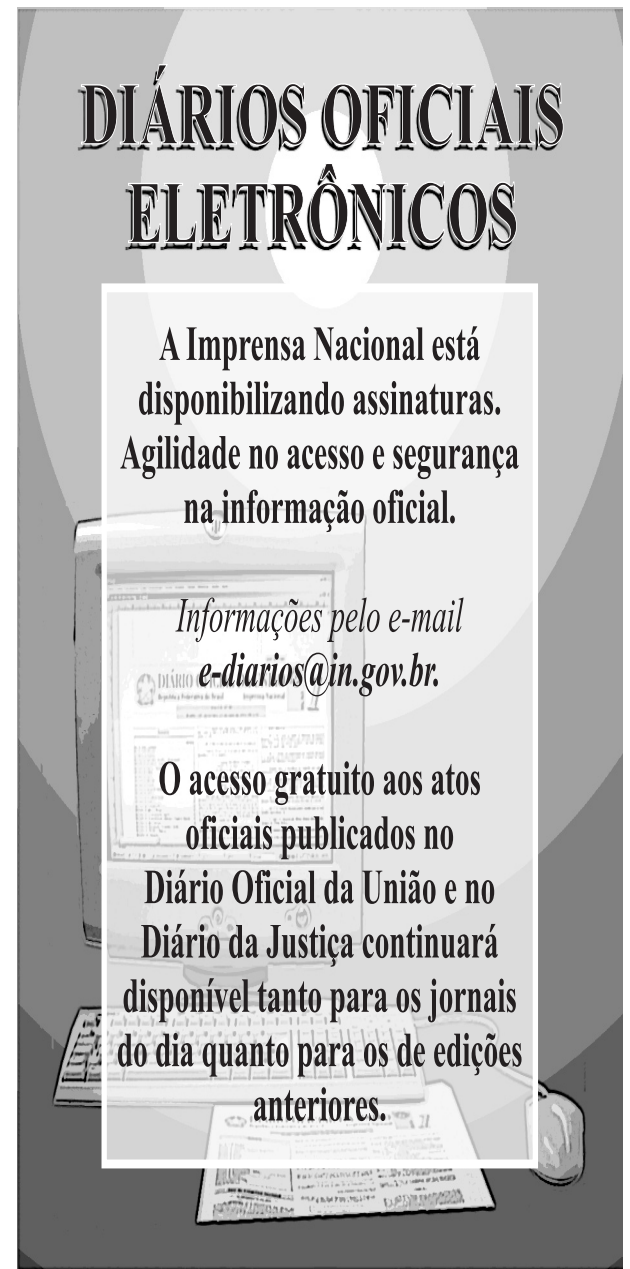 DIÁRIOS OFICIAIS
ELETRÔNICOS
A Imprensa Nacional está
disponibilizando assinaturas.
Agilidade no acesso e segurança
na informação oficial.
Informações pelo e-mail
e-diarios@in.gov.br.
O acesso gratuito aos atos
oficiais publicados no
Diário Oficial da União e no
Diário da Justiça continuará
disponível tanto para os jornais
do dia quanto para os de edições
anteriores.